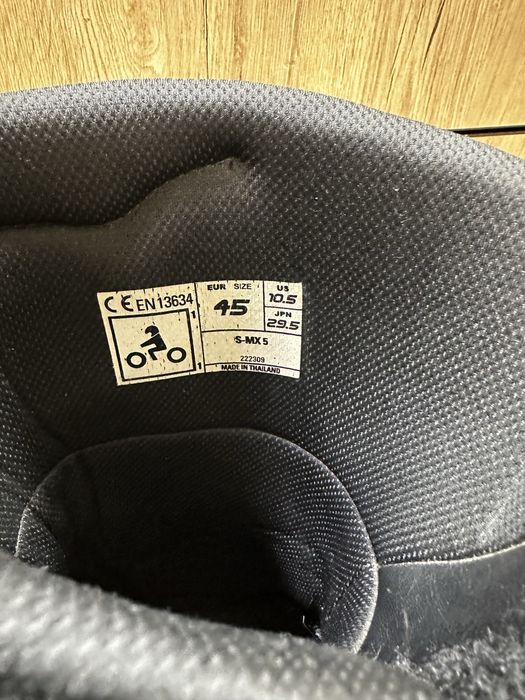 CE EN13634
1
1
EUR SIZE
45
US
10.5
JPN
29.5
S-MX 5
222309
MADE IN THAILAND